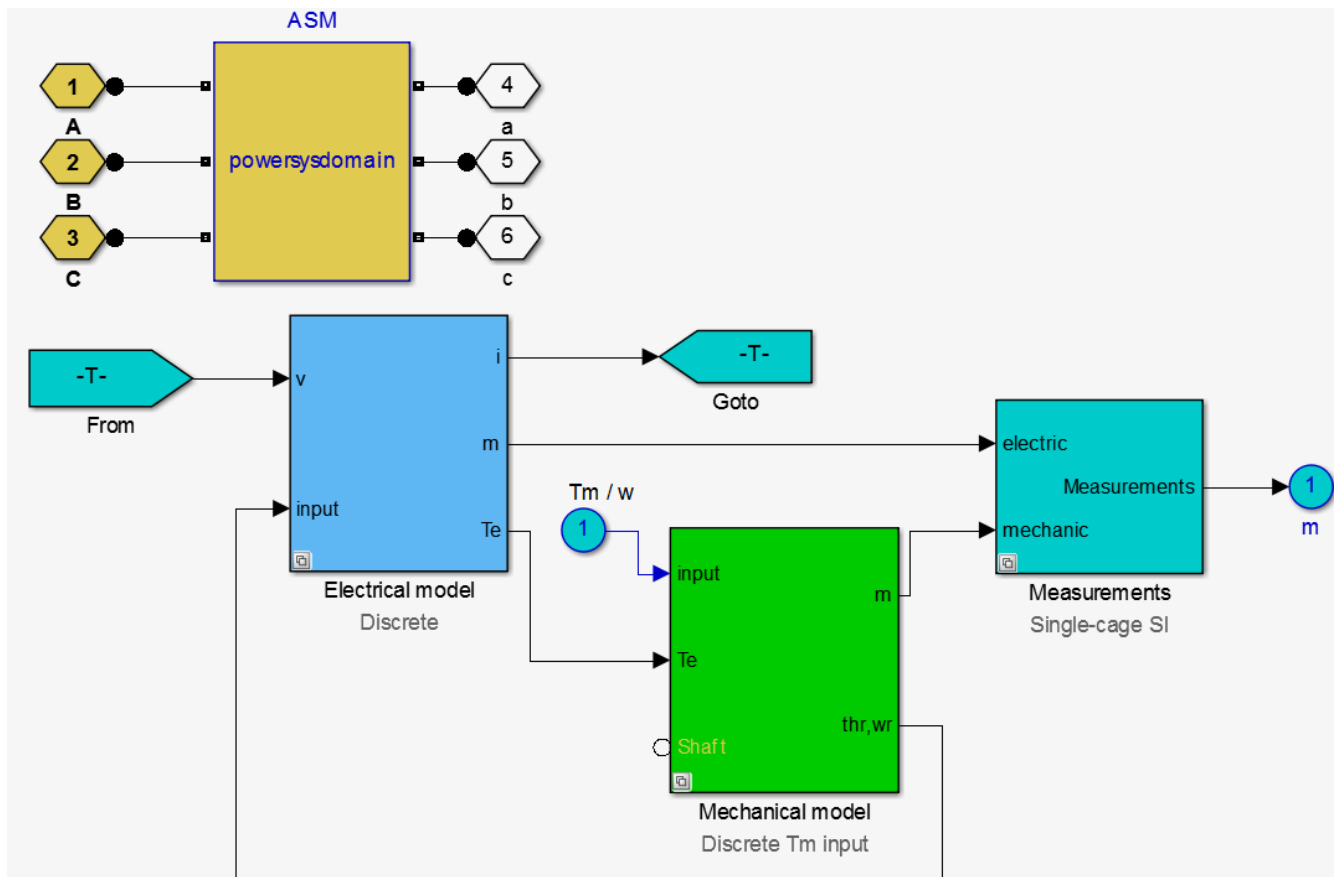 ASM
1
A
2
B
3
C
powersysdomain
4
a
5
b
6
c
-T-
From
v
input
i
m
Te
Electrical model
Discrete
-T-
Goto
Tm / w
1
input
Te
Shaft
m
thr,wr
Mechanical model
Discrete Tm input
electric
mechanic
Measurements
Measurements
Single-cage SI
1
m